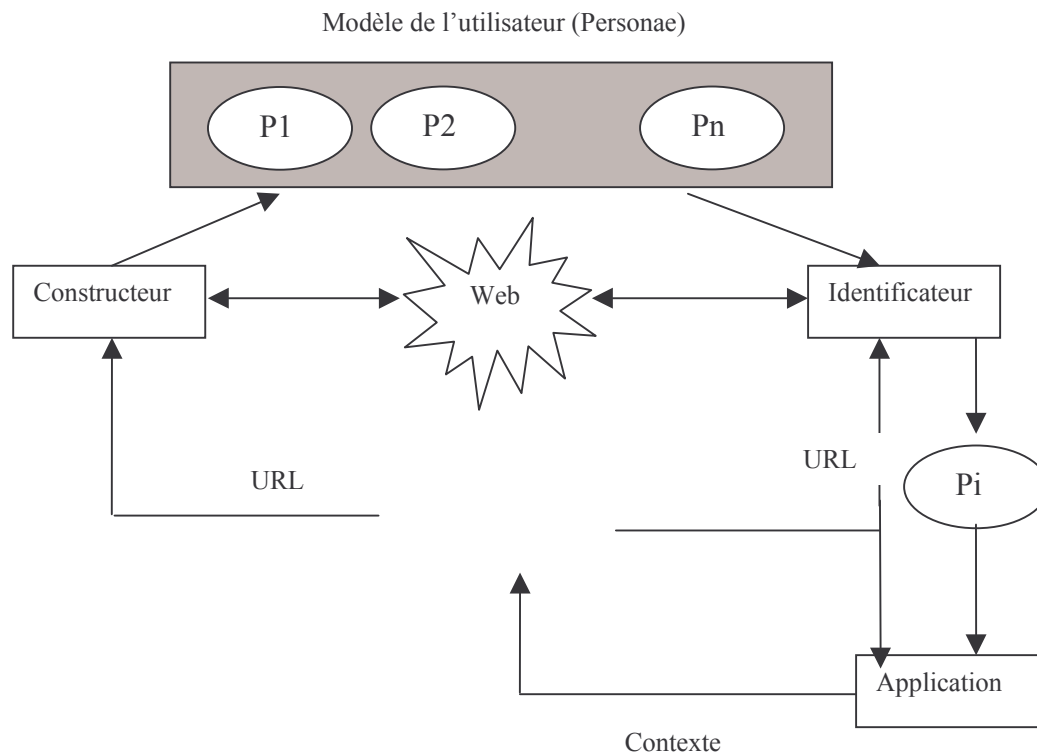 Modèle de l’utilisateur (Personae)
P1
P2
Pn
Constructeur
Web
Identificateur
URL
URL
Pi
Application
Contexte